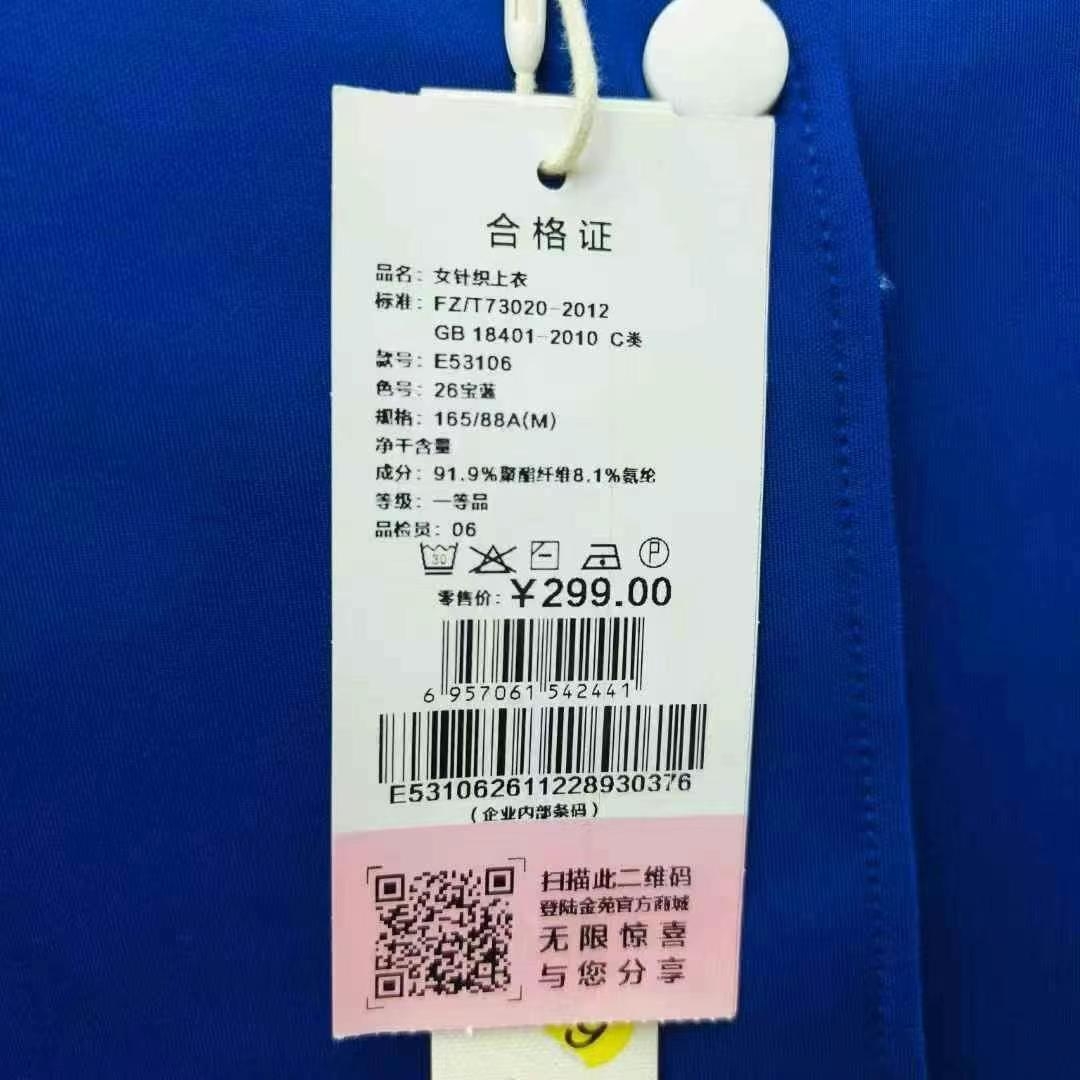 合格证
品名：女针织上衣
标准：FZ/T73020-2012
GB 18401-2010 C类
款号：E53106
色号：26宝蓝
规格：165/88A(M)
净干含量
成分：91.9%聚酯纤维8.1%氨纶
等级：一等品
品检员：06
30
P
零售价：￥299.00
6 957061 542441
E531062611228930376
（企业内部条码）
扫描此二维码
登陆金苑官方商城
无限惊喜
与您分享